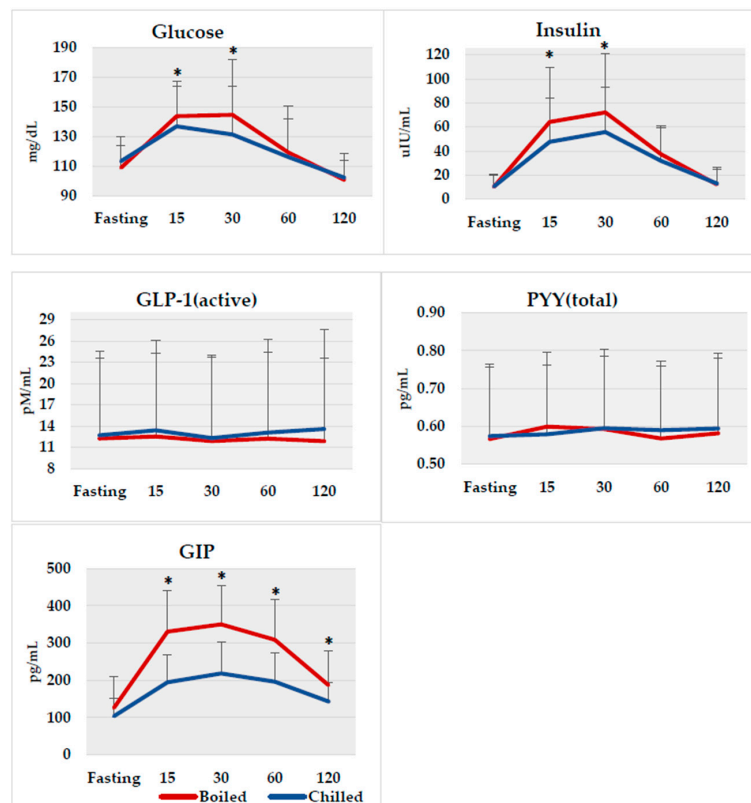 Glucose
190
170
150
130
110
90
mg/dL
* *
Fasting 15 30 60 120
Insulin
120
100
80
60
40
20
0
uIU/mL
* *
Fasting 15 30 60 120
GLP-1(active)
29
26
23
20
17
14
11
8
pM/mL
Fasting 15 30 60 120
PYY(total)
0.90
0.80
0.70
0.60
0.50
pg/mL
Fasting 15 30 60 120
GIP
500
400
300
200
100
0
pg/mL
* * * *
Fasting 15 30 60 120
Boiled Chilled